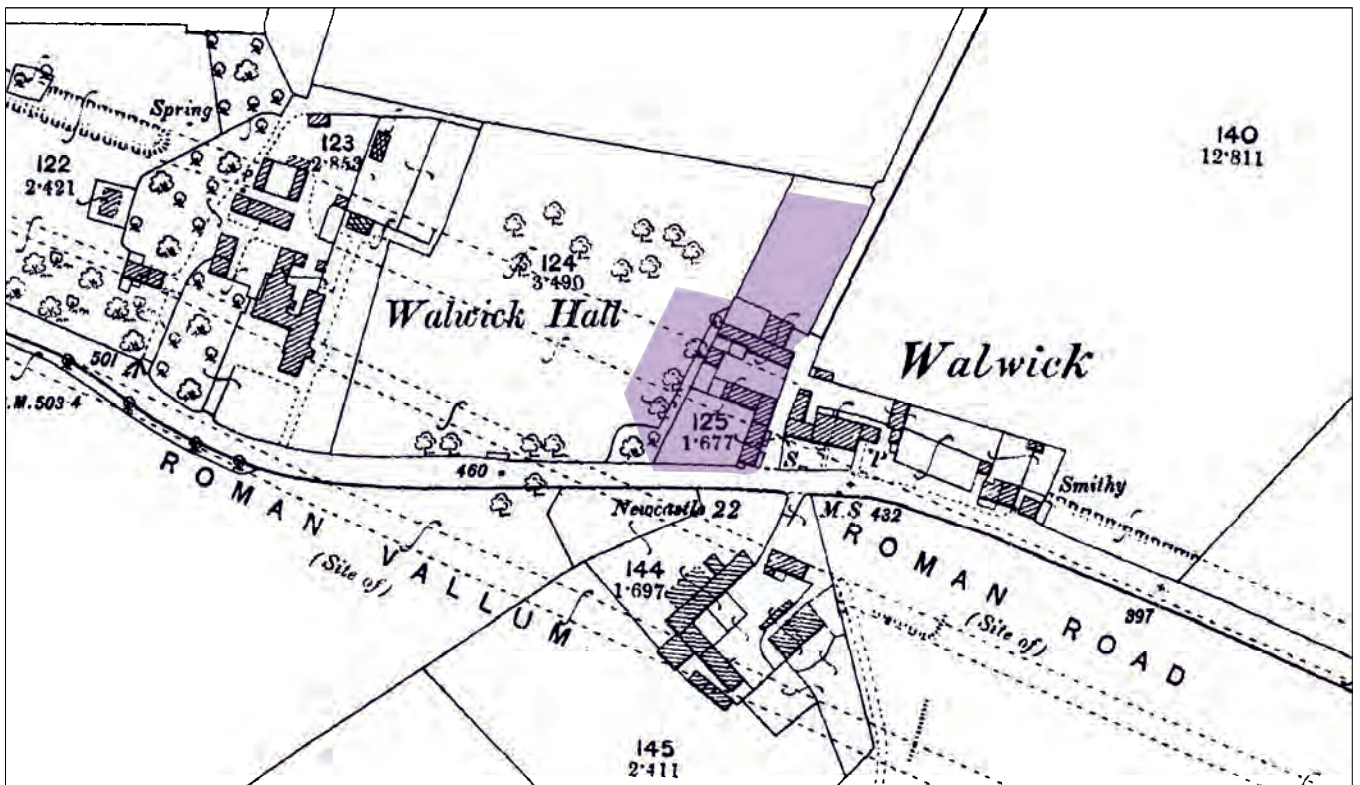 Spring
123
2·853
122
2·421
140
12·811
124
3·490
Walwick Hall
Walwick
501
.M. 503·4
125
1·677
460
S.
P
Smithy
Newcastle 22
M.S 432
ROMAN VALLUM
(Site of)
ROMAN ROAD
(Site of)
144
1·697
397
145
2·411